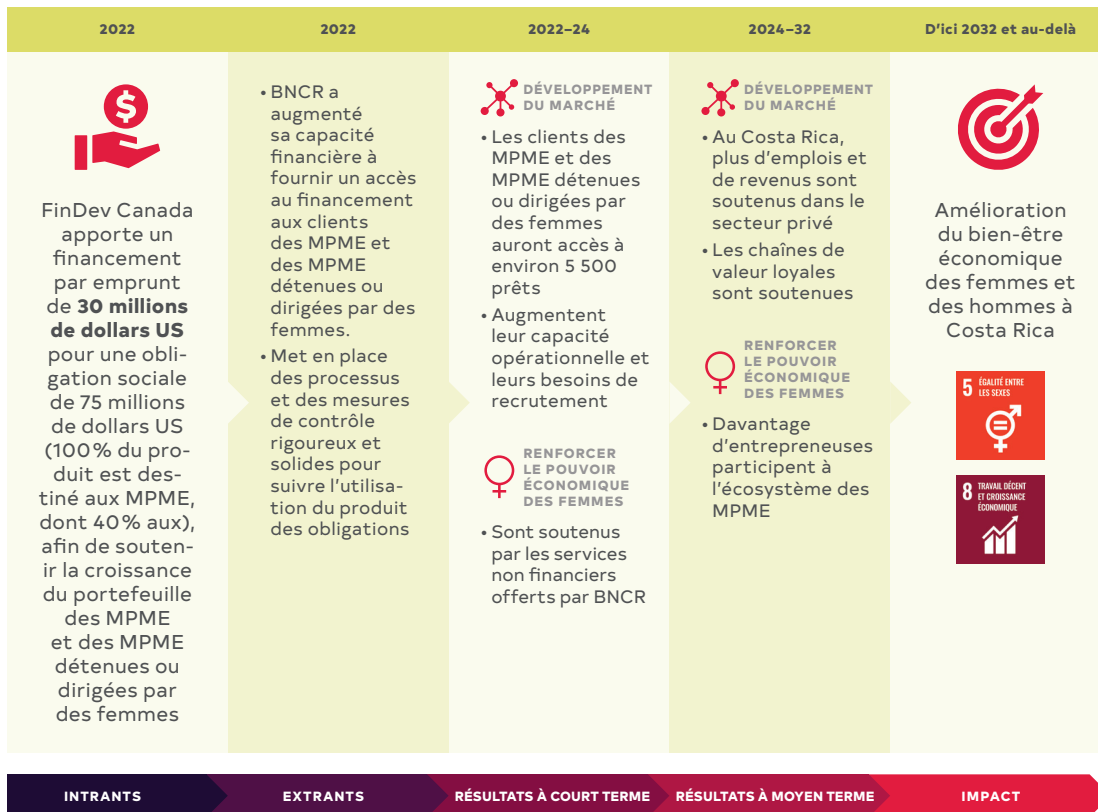 2022
2022
2022–24
2024–32
D'ici 2032 et au-delà
$
FinDev Canada
apporte un
financement
par emprunt
de 30 millions
de dollars US
pour une obli-
gation sociale
de 75 millions
de dollars US
(100 % du pro-
duit est des-
tiné aux MPME,
dont 40 % aux),
afin de souten-
ir la croissance
du portefeuille
des MPME
et des MPME
détenues ou
dirigées par
des femmes
• BNCR a
augmenté
sa capacité
financière à
fournir un accès
au financement
aux clients
des MPME et
des MPME
détenues ou
dirigées par des
femmes.
• Met en place
des processus
et des mesures
de contrôle
rigoureux et
solides pour
suivre l'utilisa-
tion du produit
des obligations
DÉVELOPPEMENT
DU MARCHÉ
• Les clients des
MPME et des
MPME détenues
ou dirigées par
des femmes
auront accès à
environ 5 500
prêts
• Augmentent
leur capacité
opérationnelle et
leurs besoins de
recrutement
RENFORCER
LE POUVOIR
ÉCONOMIQUE
DES FEMMES
• Sont soutenus
par les services
non financiers
offerts par BNCR
DÉVELOPPEMENT
DU MARCHÉ
• Au Costa Rica,
plus d'emplois et
de revenus sont
soutenus dans le
secteur privé
• Les chaînes de
valeur loyales
sont soutenues
RENFORCER
LE POUVOIR
ÉCONOMIQUE
DES FEMMES
• Davantage
d'entrepreneuses
participent à
l'écosystème des
MPME
Amélioration
du bien-être
économique
des femmes et
des hommes à
Costa Rica
5 ÉGALITÉ ENTRE
LES SEXES
8 TRAVAIL DÉCENT
ET CROISSANCE
ÉCONOMIQUE
INTRANTS
EXTRANTS
RÉSULTATS À COURT TERME
RÉSULTATS À MOYEN TERME
IMPACT